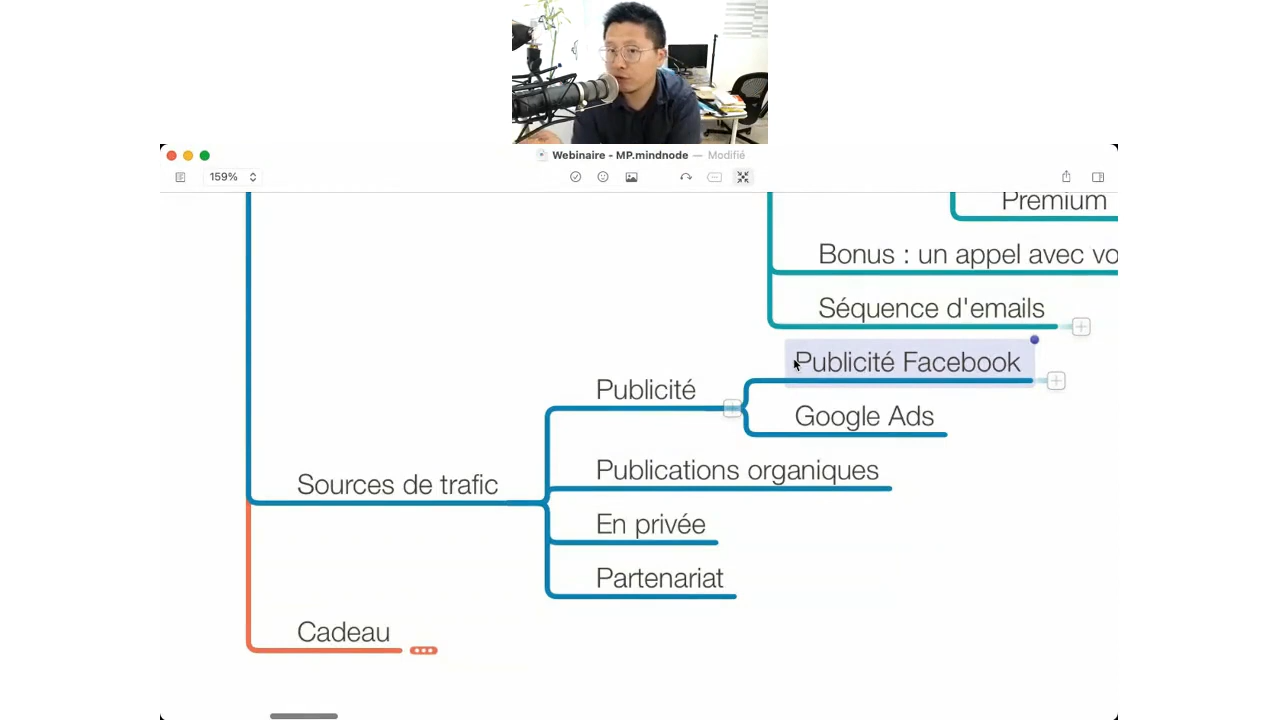 Webinaire - MP.mindnode — Modifié
159%
Premium
Bonus : un appel avec vo
Séquence d'emails
Publicité Facebook
Publicité
Google Ads
Publications organiques
Sources de trafic
En privée
Partenariat
Cadeau